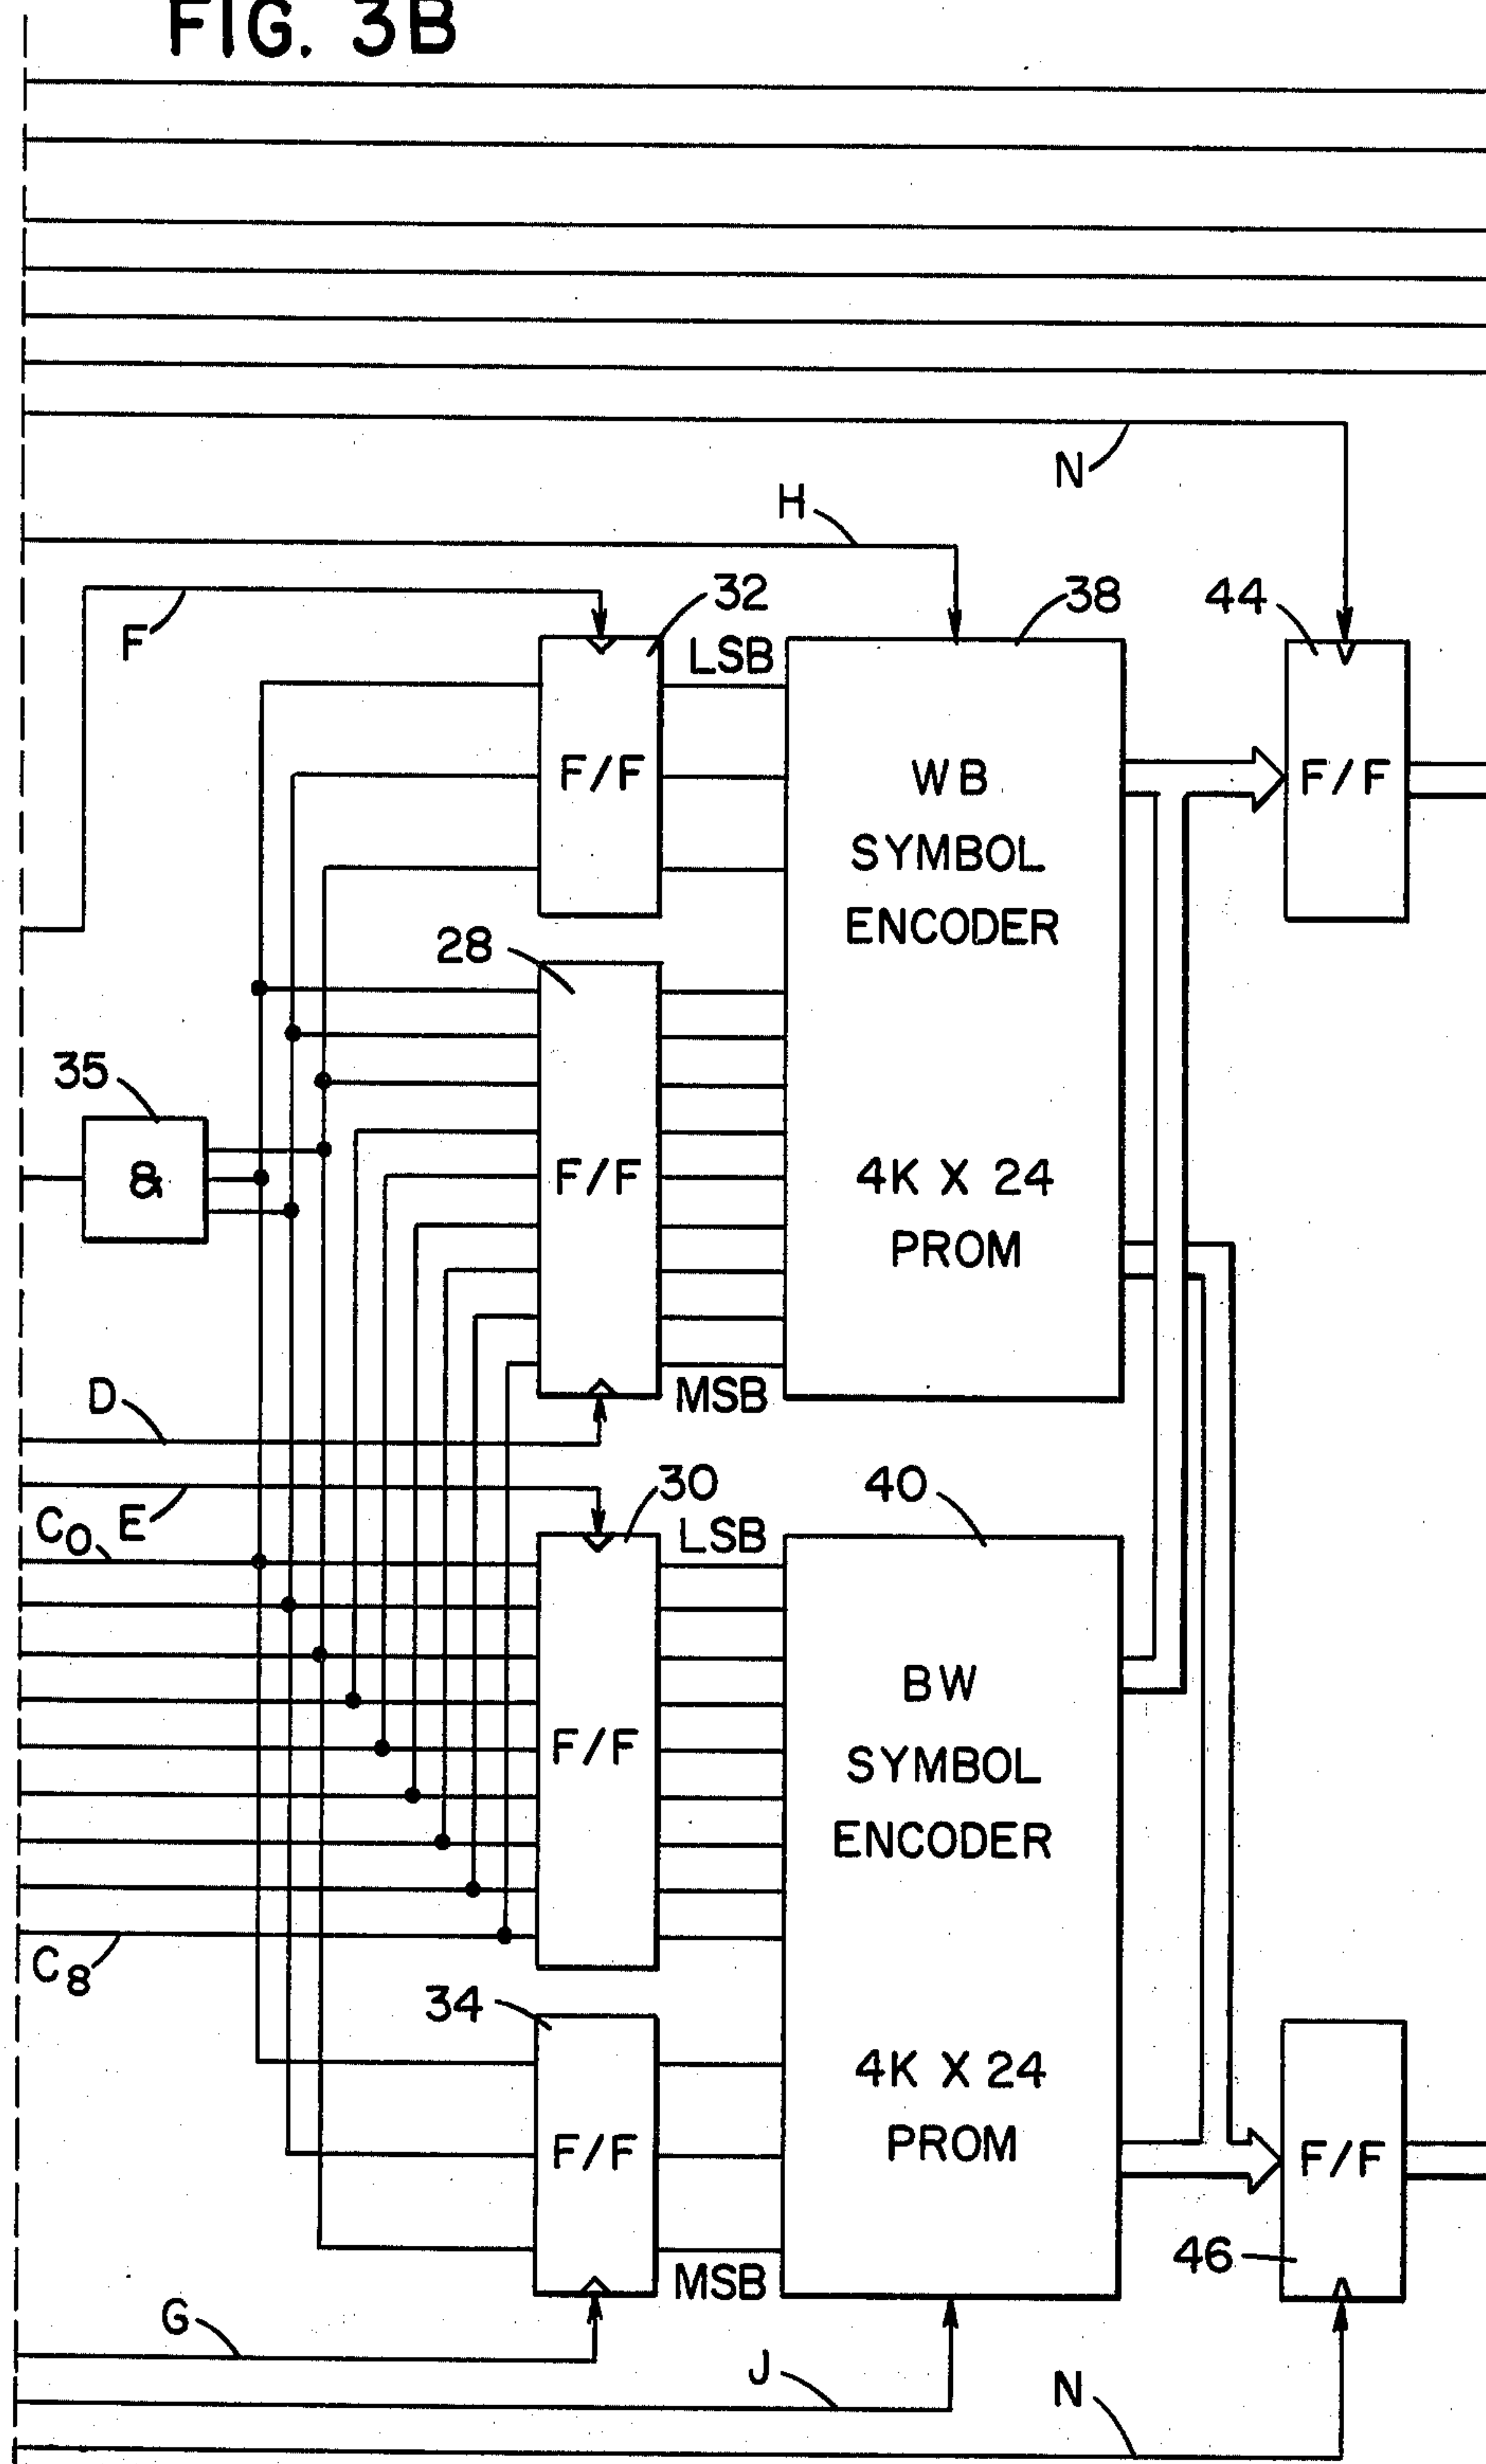 FIG. 3B
N
H
F
32
38
44
LSB
F/F
WB
SYMBOL
ENCODER
F/F
28
35
&
F/F
4K X 24
PROM
D
MSB
E
30
40
C0
LSB
F/F
BW
SYMBOL
ENCODER
C8
34
F/F
4K X 24
PROM
F/F
46
MSB
G
J
N